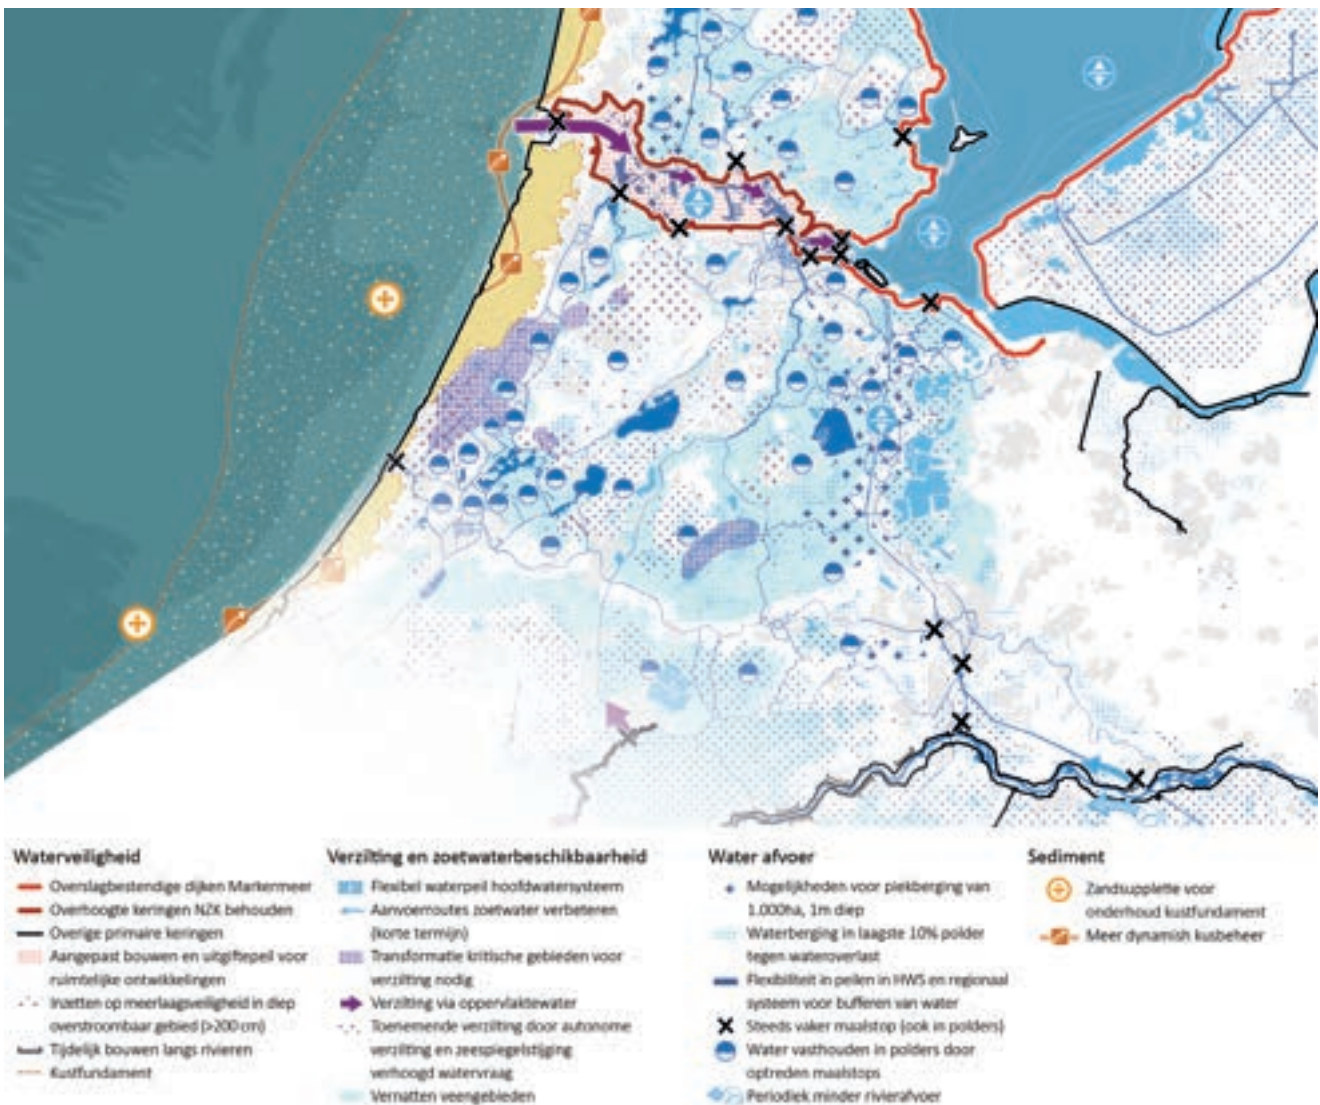 Waterveiligheid
Overslagbestendige dijken Markermeer
Overhoogte keringen NZK behouden
Overige primaire keringen
Aangepast bouwen en uitgiftepeil voor
ruimtelijke ontwikkelingen
Inzetten op meerlaagsveiligheid in diep
overstroombaar gebied (>200 cm)
Tijdelijk bouwen langs rivieren
Kustfundament
Verzilting en zoetwaterbeschikbaarheid
Flexibel waterpeil hoofdwatersysteem
Aanvoerroutes zoetwater verbeteren
(korte termijn)
Transformatie kritische gebieden voor
verzilting nodig
Verzilting via oppervlaktewater
Toenemende verzilting door autonome
verzilting en zeespiegelstijging
verhoogd watervraag
Vernatten veengebieden
Water afvoer
Mogelijkheden voor piekberging van
1.000ha, 1m diep
Waterberging in laagste 10% polder
tegen wateroverlast
Flexibiliteit in peilen in HWS en regionaal
systeem voor bufferen van water
Steeds vaker maalstop (ook in polders)
Water vasthouden in polders door
optreden maalstops
Periodiek minder rivierafvoer
Sediment
Zandsuppletie voor
onderhoud kustfundament
Meer dynamish kusbeheer